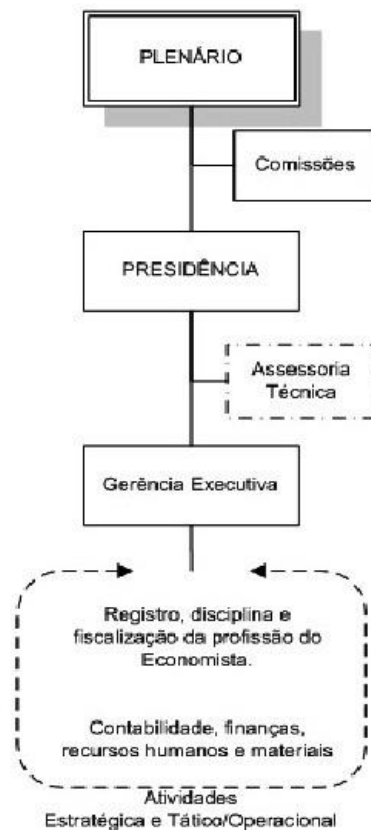 PLENÁRIO
Comissões
PRESIDÊNCIA
Assessoria
Técnica
Gerência Executiva
Registro, disciplina e
fiscalização da profissão do
Economista.
Contabilidade, finanças,
recursos humanos e materiais
Atividades
Estratégica e Tático/Operacional